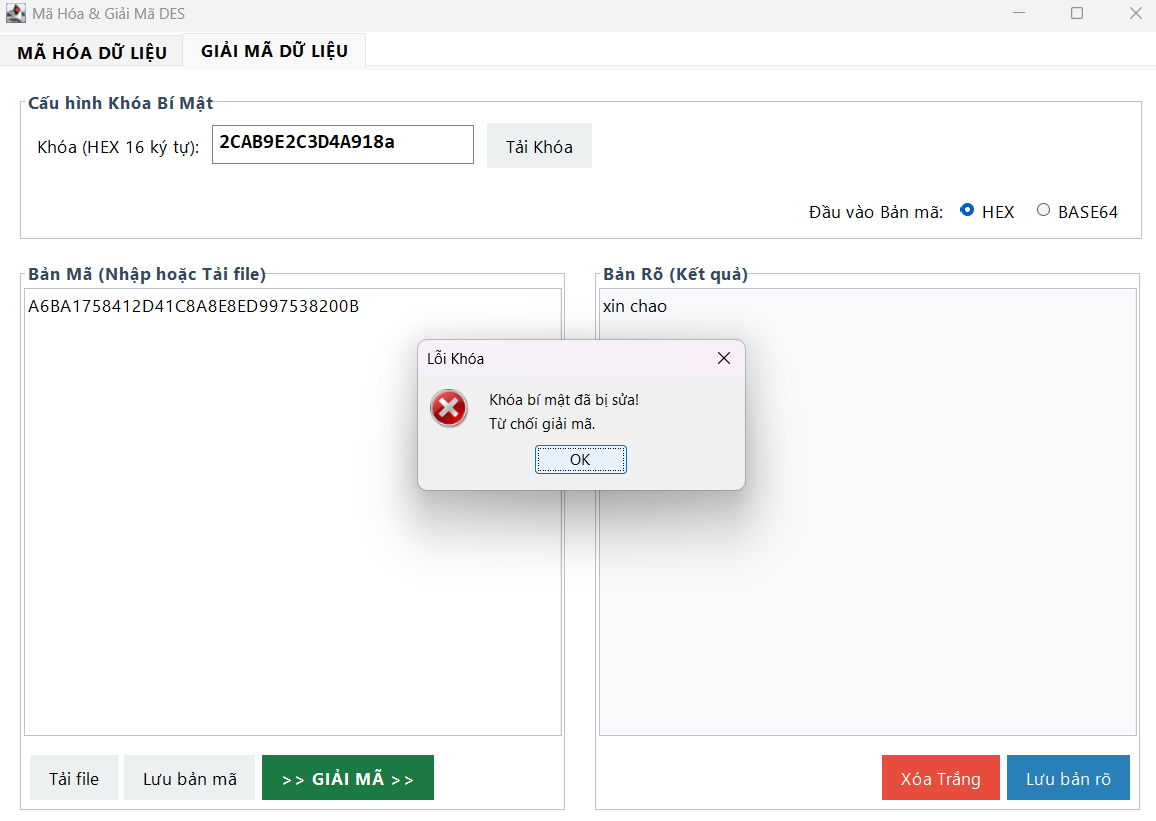 Mã Hóa & Giải Mã DES
MÃ HÓA DỮ LIỆU
GIẢI MÃ DỮ LIỆU
Cấu hình Khóa Bí Mật
Khóa (HEX 16 ký tự): 2CAB9E2C3D4A918a Tải Khóa
Đầu vào Bản mã: HEX BASE64
Bản Mã (Nhập hoặc Tải file)
A6BA1758412D41C8A8E8ED997538200B
Bản Rõ (Kết quả)
xin chao
Lỗi Khóa
Khóa bí mật đã bị sửa!
Từ chối giải mã.
OK
Tải file Lưu bản mã >> GIẢI MÃ >>
Xóa Trắng Lưu bản rõ